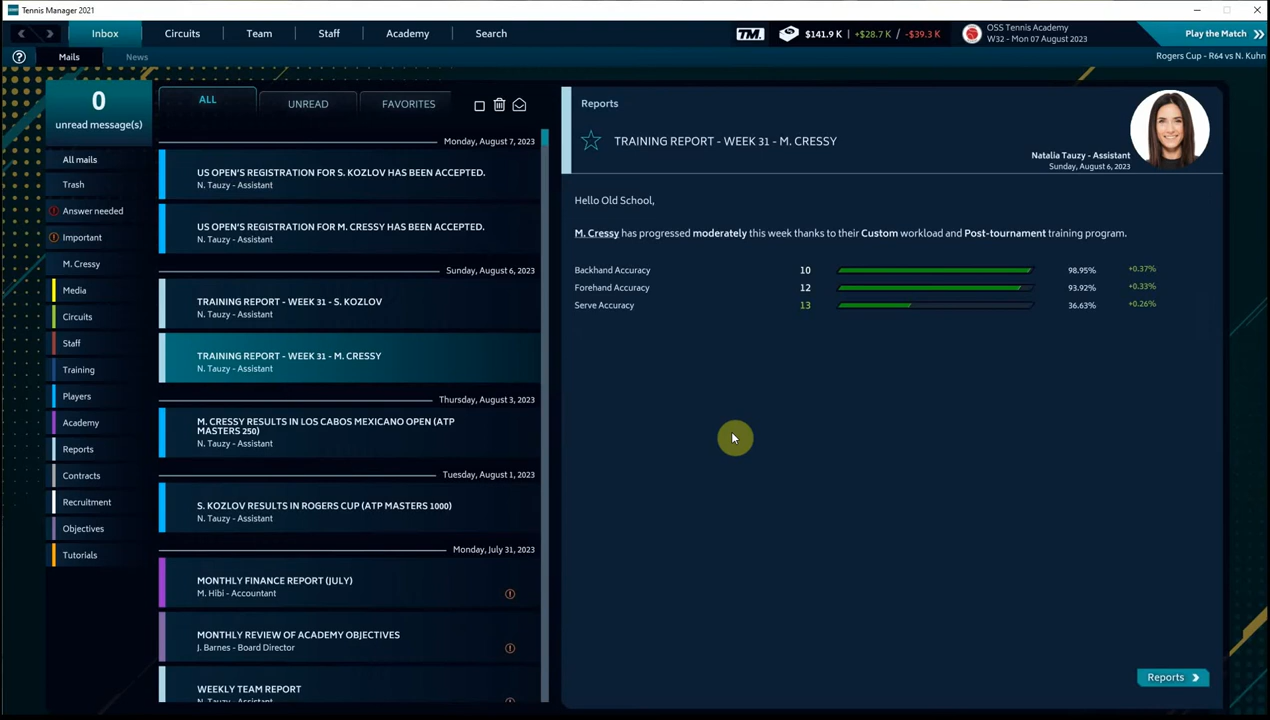 Tennis Manager 2021
Inbox
Circuits
Team
Staff
Academy
Search
TM.
$141.9 K
+$28.7 K / -$39.3 K
OSS Tennis Academy
W32 - Mon 07 August 2023
Play the Match
Mails
News
Rogers Cup - R64 vs N. Kuhn
0
unread message(s)
All mails
Trash
Answer needed
Important
M. Cressy
Media
Circuits
Staff
Training
Players
Academy
Reports
Contracts
Recruitment
Objectives
Tutorials
ALL
UNREAD
FAVORITES
Monday, August 7, 2023
US OPEN'S REGISTRATION FOR S. KOZLOV HAS BEEN ACCEPTED.
N. Tauzy - Assistant
US OPEN'S REGISTRATION FOR M. CRESSY HAS BEEN ACCEPTED.
N. Tauzy - Assistant
Sunday, August 6, 2023
TRAINING REPORT - WEEK 31 - S. KOZLOV
N. Tauzy - Assistant
TRAINING REPORT - WEEK 31 - M. CRESSY
N. Tauzy - Assistant
Thursday, August 3, 2023
M. CRESSY RESULTS IN LOS CABOS MEXICANO OPEN (ATP
MASTERS 250)
N. Tauzy - Assistant
Tuesday, August 1, 2023
S. KOZLOV RESULTS IN ROGERS CUP (ATP MASTERS 1000)
N. Tauzy - Assistant
Monday, July 31, 2023
MONTHLY FINANCE REPORT (JULY)
M. Hibi - Accountant
MONTHLY REVIEW OF ACADEMY OBJECTIVES
J. Barnes - Board Director
WEEKLY TEAM REPORT
N. Tauzy - Assistant
Reports
TRAINING REPORT - WEEK 31 - M. CRESSY
Natalia Tauzy - Assistant
Sunday, August 6, 2023
Hello Old School,
M. Cressy has progressed moderately this week thanks to their Custom workload and Post-tournament training program.
Backhand Accuracy 10 98.95% +0.37%
Forehand Accuracy 12 93.92% +0.33%
Serve Accuracy 13 36.63% +0.26%
Reports